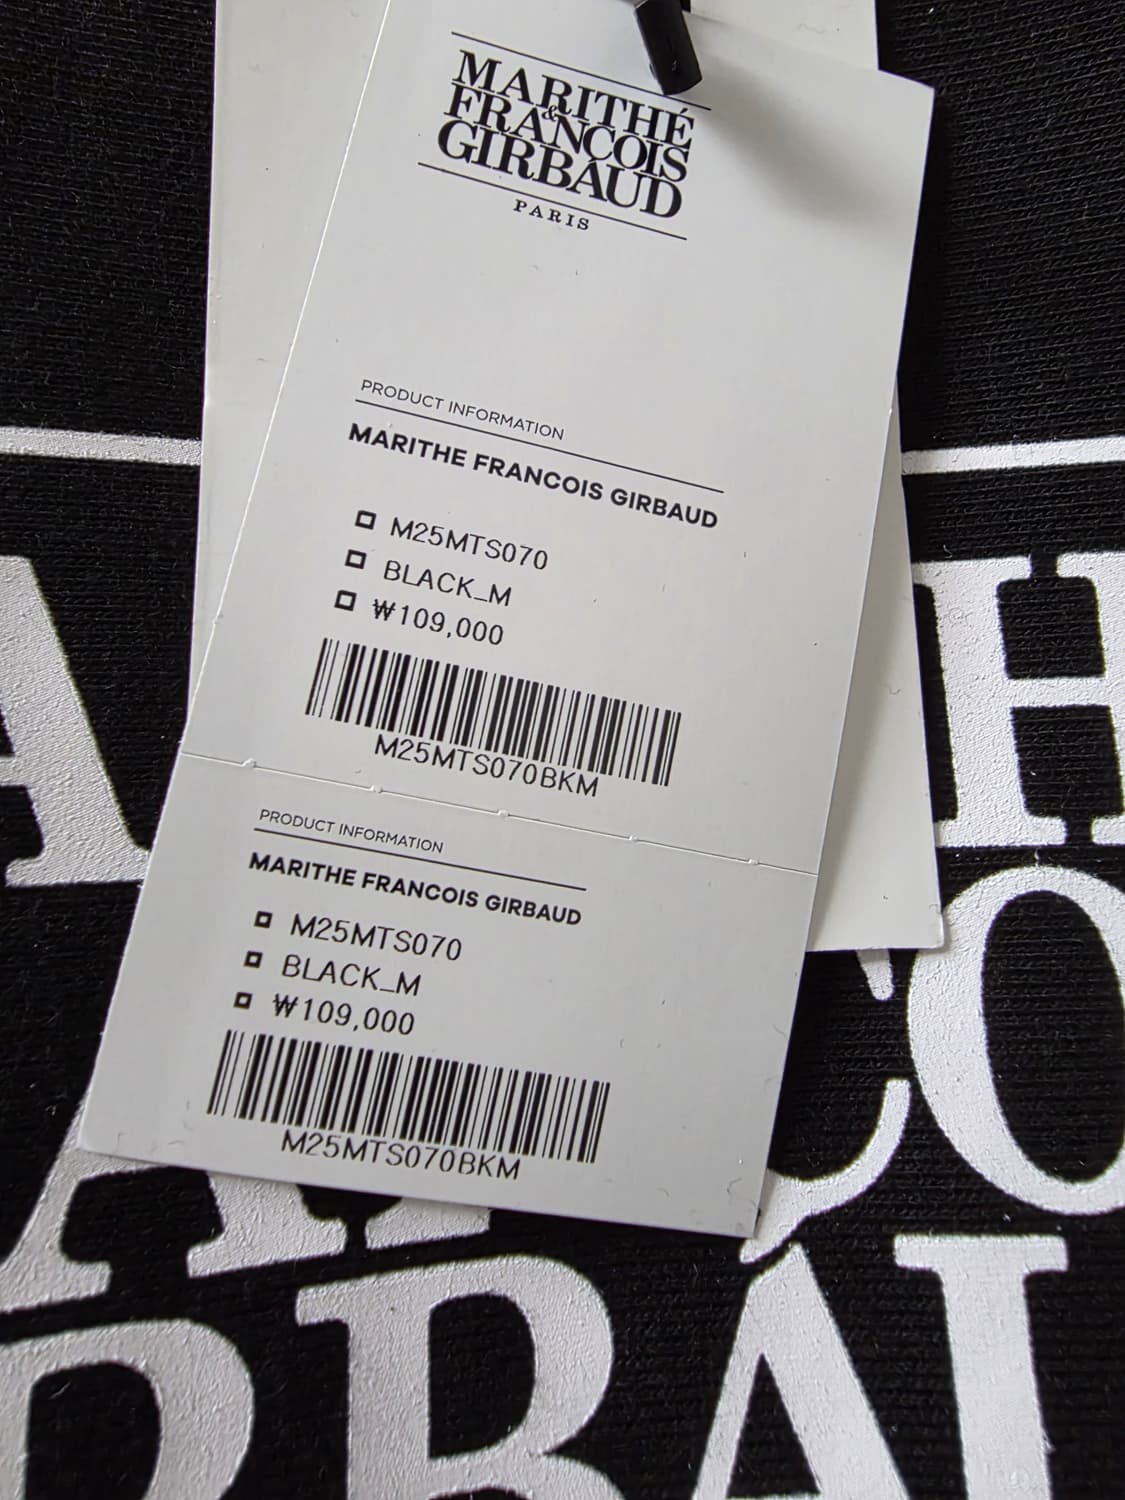 MARITHÉ
&
FRANÇOIS
GIRBAUD
PARIS
PRODUCT INFORMATION
MARITHE FRANCOIS GIRBAUD
M25MTS070
BLACK_M
₩109,000
M25MTS070BKM
PRODUCT INFORMATION
MARITHE FRANCOIS GIRBAUD
M25MTS070
BLACK_M
₩109,000
M25MTS070BKM